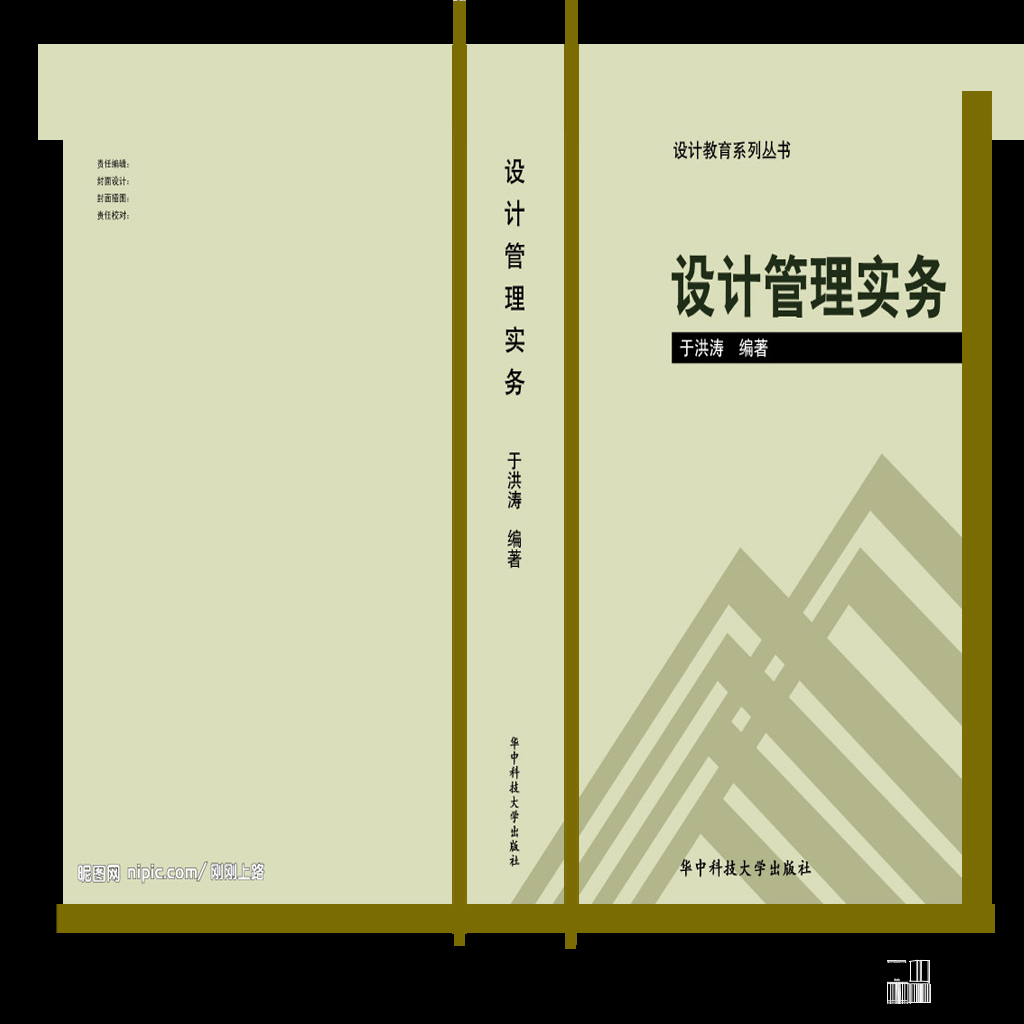 责任编辑：
封面设计：
封面插图：
责任校对：
昵图网 nipic.com/刚刚上路
设计管理实务
于洪涛 编著
华中科技大学出版社
设计教育系列丛书
设计管理实务
于洪涛 编著
华中科技大学出版社